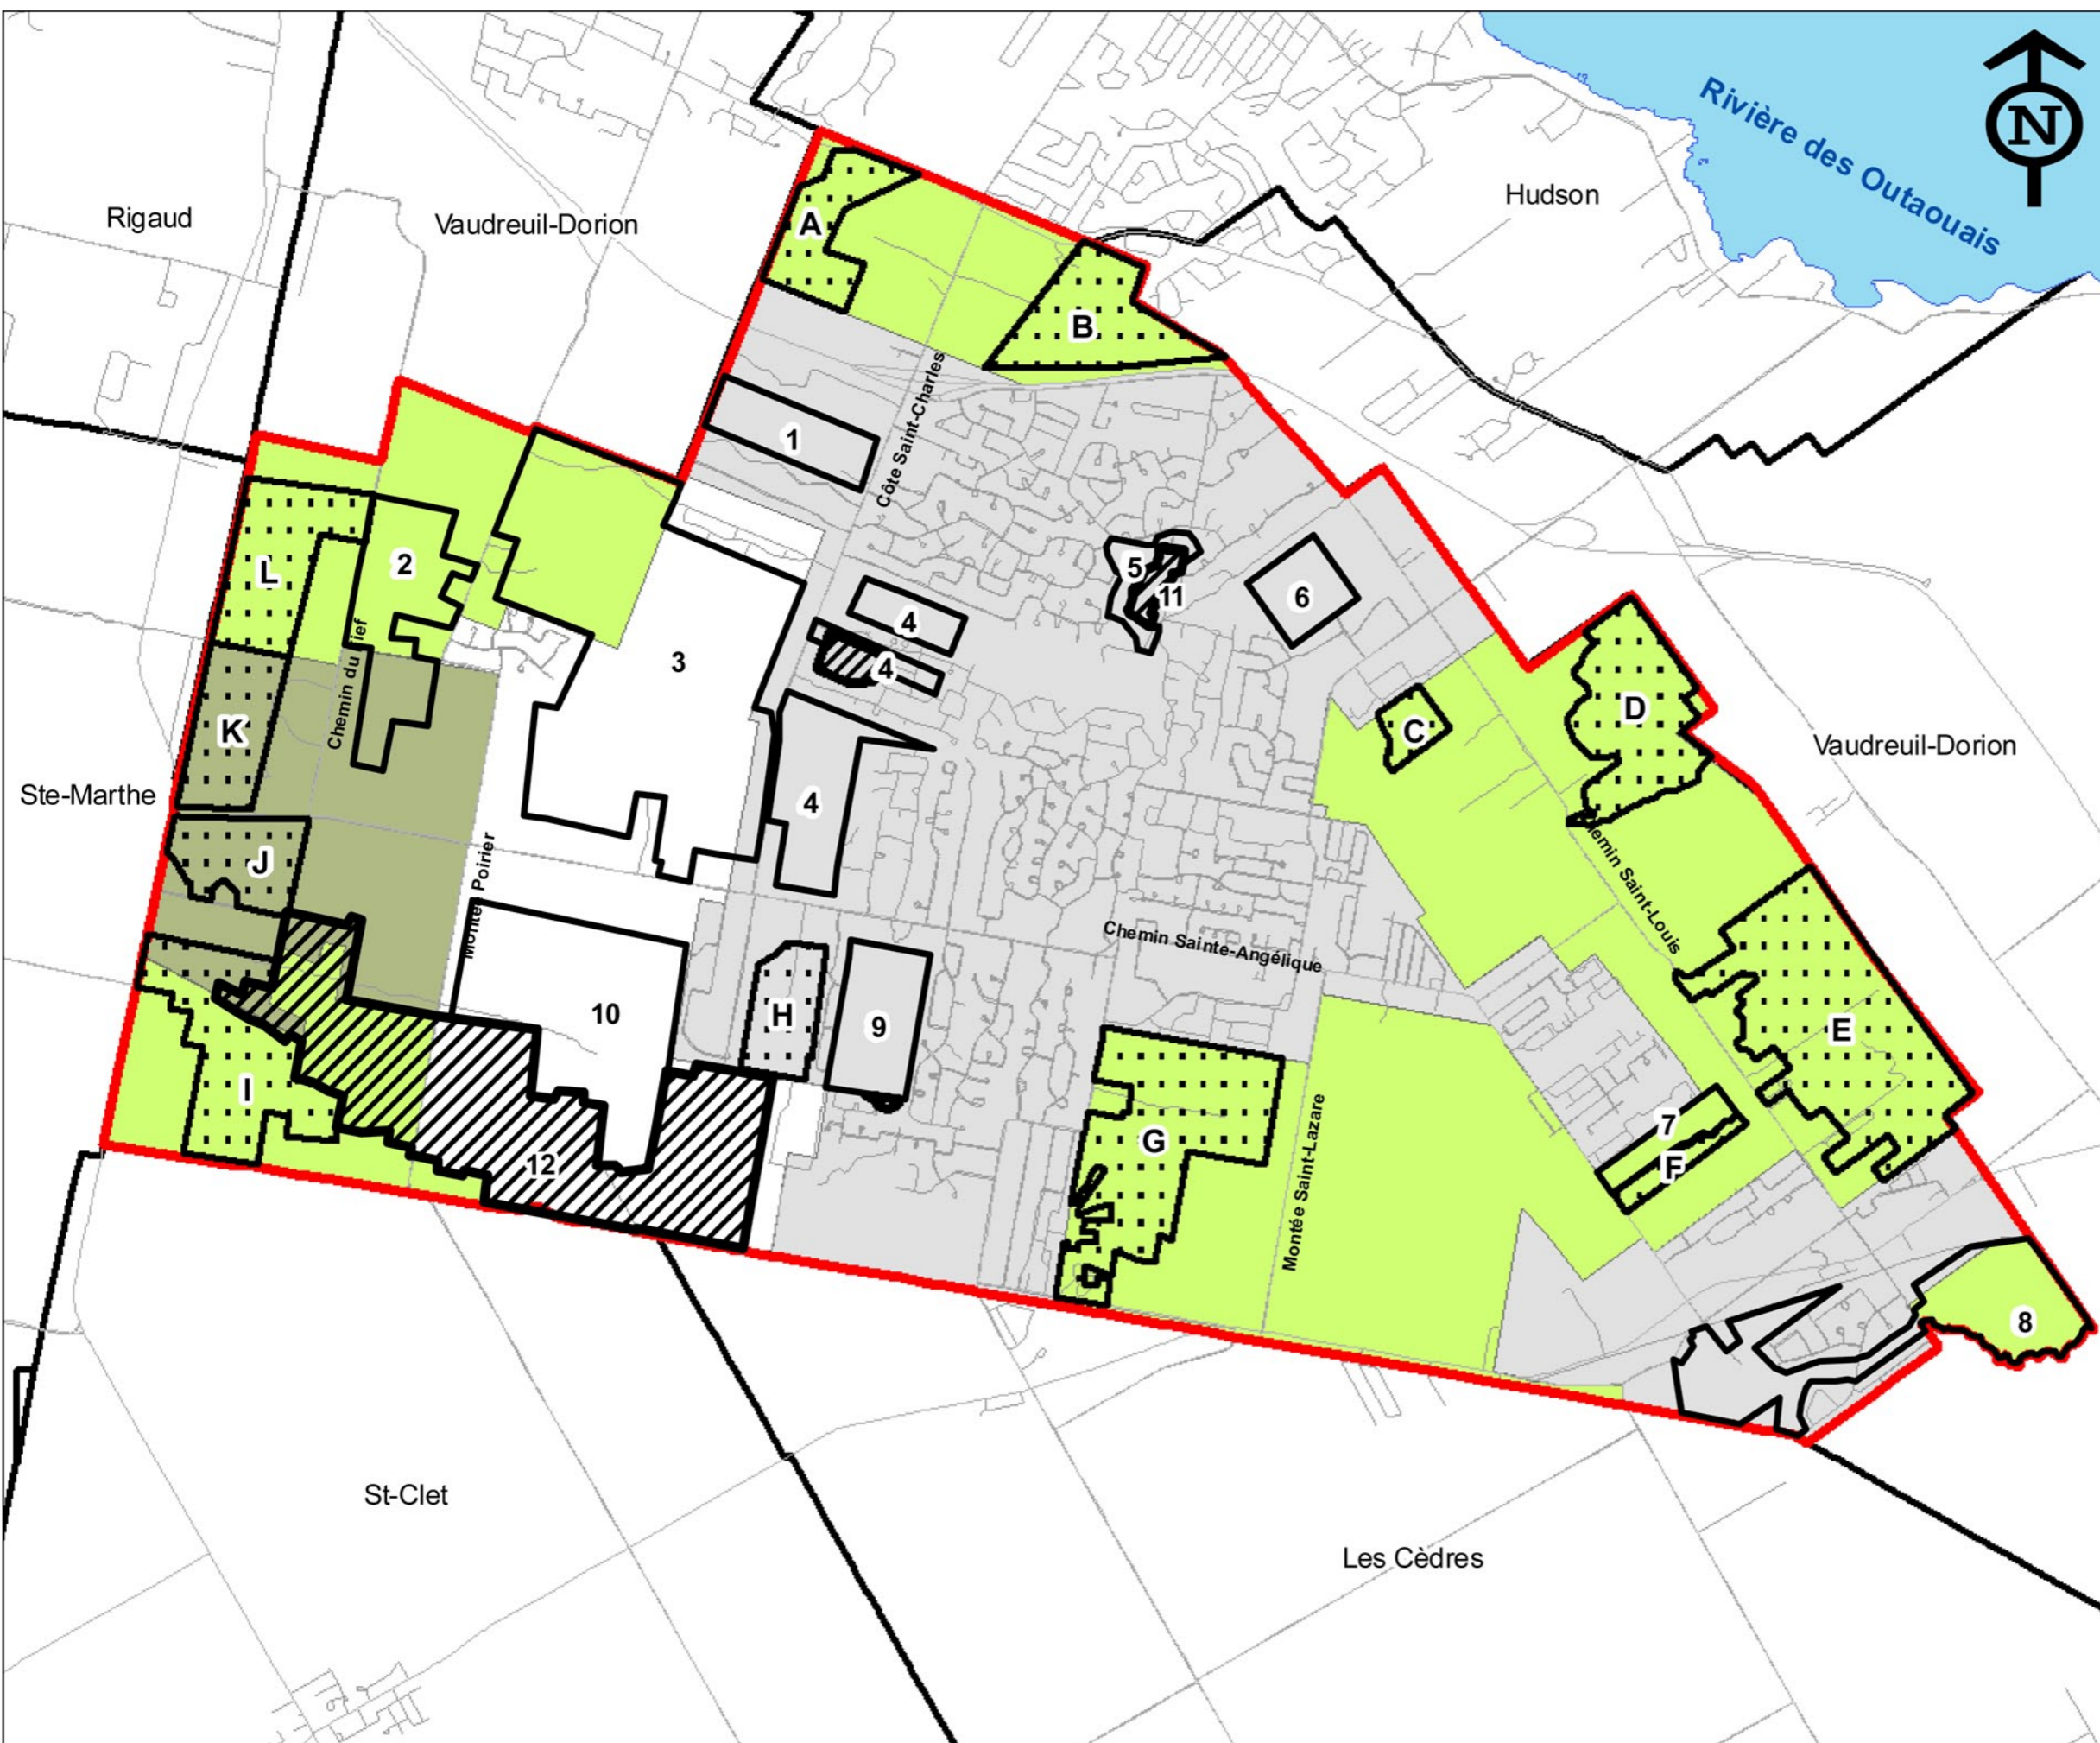 N
Rivière des Outaouais
Hudson
Rigaud
Vaudreuil-Dorion
A
B
1
Côte Saint-Charles
2
L
5
11
6
4
3
4
Chemin du
ief
K
D
C
Vaudreuil-Dorion
Ste-Marthe
4
J
Montée Poirier
emin Saint-Louis
Chemin Sainte-Angélique
10
H
9
E
I
7
G
F
12
Montée Saint-Lazare
8
St-Clet
Les Cèdres